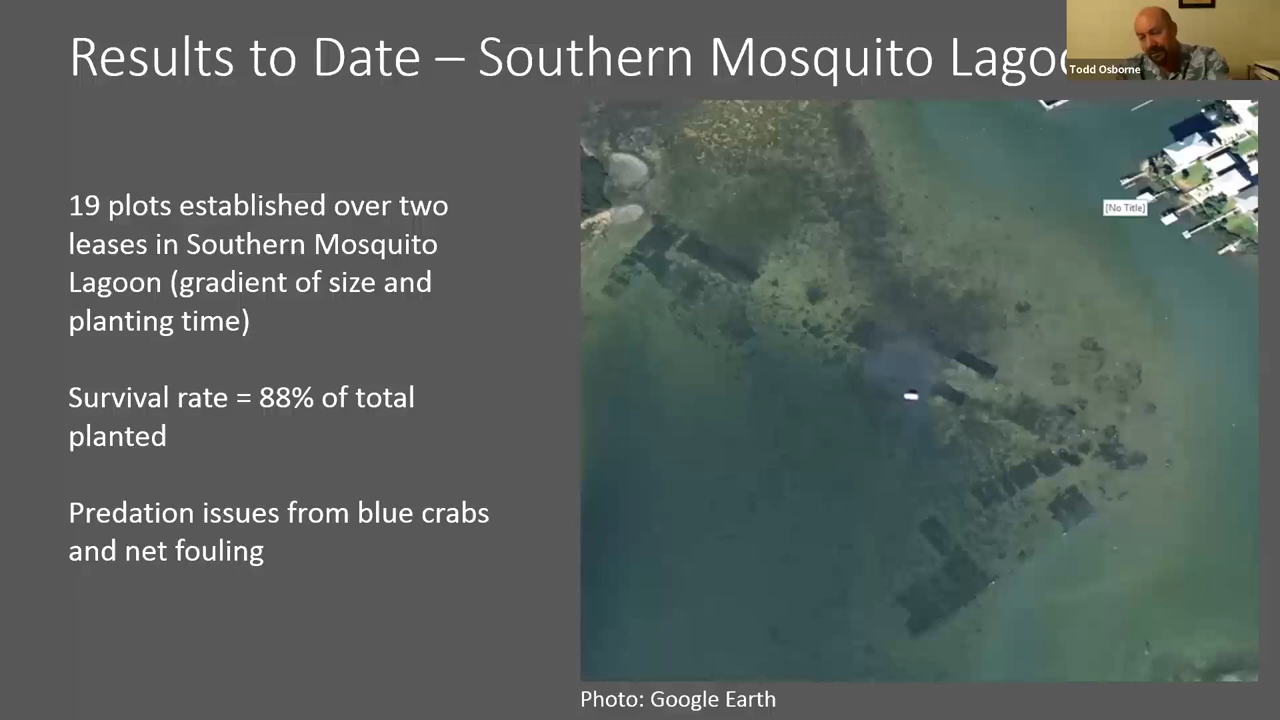 Results to Date – Southern Mosquito Lagoo
Todd Osborne
19 plots established over two
leases in Southern Mosquito
Lagoon (gradient of size and
planting time)
Survival rate = 88% of total
planted
Predation issues from blue crabs
and net fouling
[No Title]
Photo: Google Earth